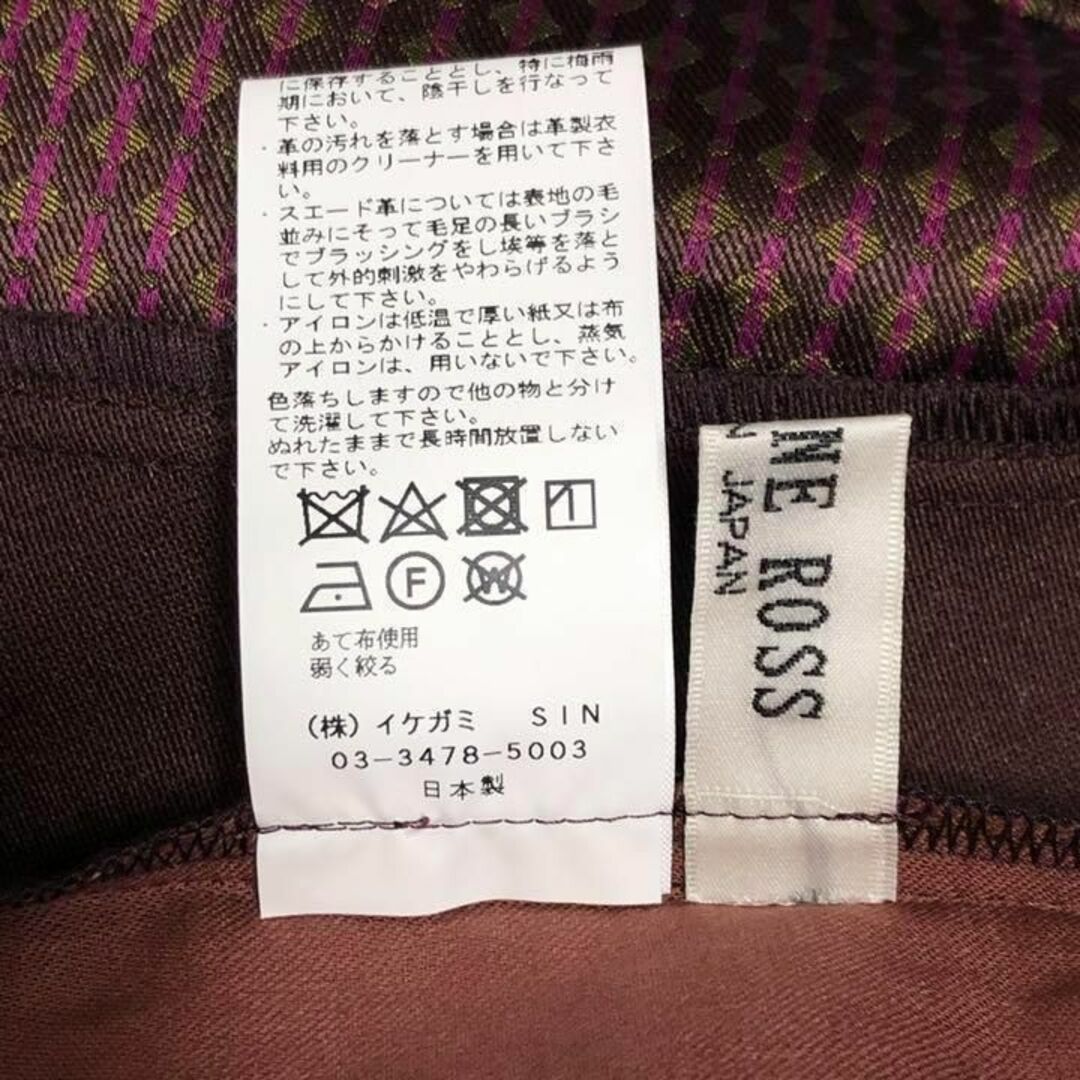 に保存することとし、特に梅雨
期において、陰干しを行なって
下さい。
・革の汚れを落とす場合は革製衣
料用のクリーナーを用いて下さ
い。
・スエード革については表地の毛
並みにそって毛足の長いブラシ
でブラッシングをし埃等を落と
して外的刺激をやわらげるよう
にして下さい。
・アイロンは低温で厚い紙又は布
の上からかけることとし、蒸気
アイロンは、用いないで下さい。
色落ちしますので他の物と分け
て洗濯して下さい。
ぬれたままで長時間放置しない
で下さい。
F
W
あて布使用
弱く絞る
(株)イケガミ SIN
03-3478-5003
日本製
NE ROSS
N JAPAN